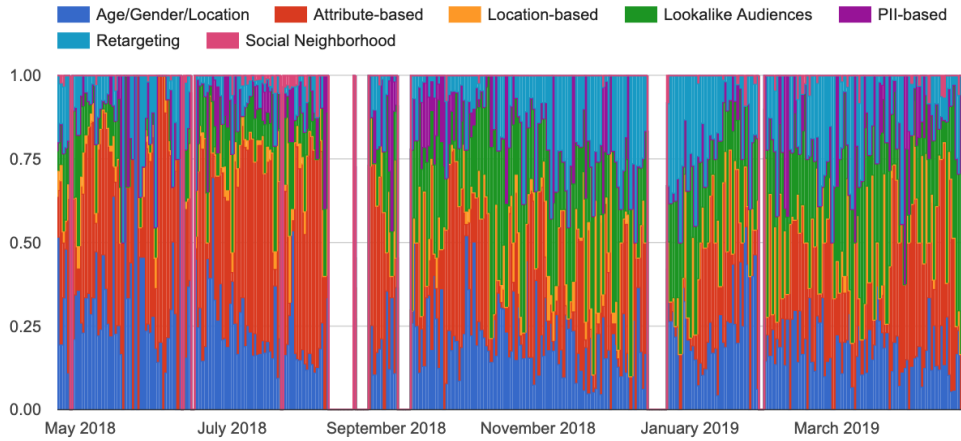 Age/Gender/Location Attribute-based Location-based Lookalike Audiences PII-based
Retargeting Social Neighborhood
1.00
0.75
0.50
0.25
0.00
May 2018 July 2018 September 2018 November 2018 January 2019 March 2019